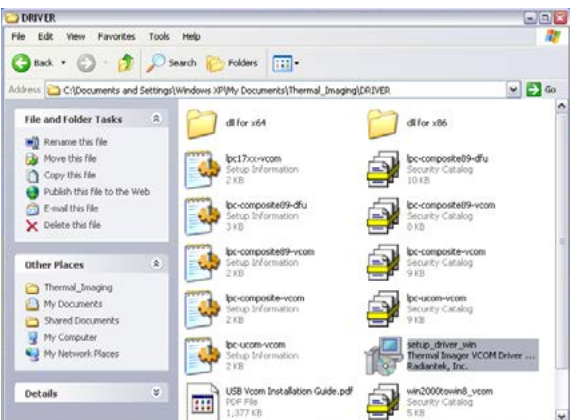 DRIVER
File Edit View Favorites Tools Help
Back Search Folders
Address C:\Documents and Settings\Windows XP\My Documents\Thermal_Imaging\DRIVER Go
File and Folder Tasks
Rename this file
Move this file
Copy this file
Publish this file to the Web
E-mail this file
Delete this file
Other Places
Thermal_Imaging
My Documents
Shared Documents
My Computer
My Network Places
Details
dll for x64
dll for x86
lpc17xx-vcom
Setup Information
2 KB
lpc-composite89-dfu
Security Catalog
10 KB
lpc-composite89-dfu
Setup Information
3 KB
lpc-composite89-vcom
Security Catalog
0 KB
lpc-composite89-vcom
Setup Information
2 KB
lpc-composite-vcom
Security Catalog
9 KB
lpc-composite-vcom
Setup Information
2 KB
lpc-ucom-vcom
Security Catalog
9 KB
lpc-ucom-vcom
Setup Information
2 KB
setup_driver_win
Thermal Imager VCOM Driver ...
Radiantek, Inc.
USB Vcom Installation Guide.pdf
PDF File
1,377 KB
win2000towin8_vcom
Security Catalog
5 KB